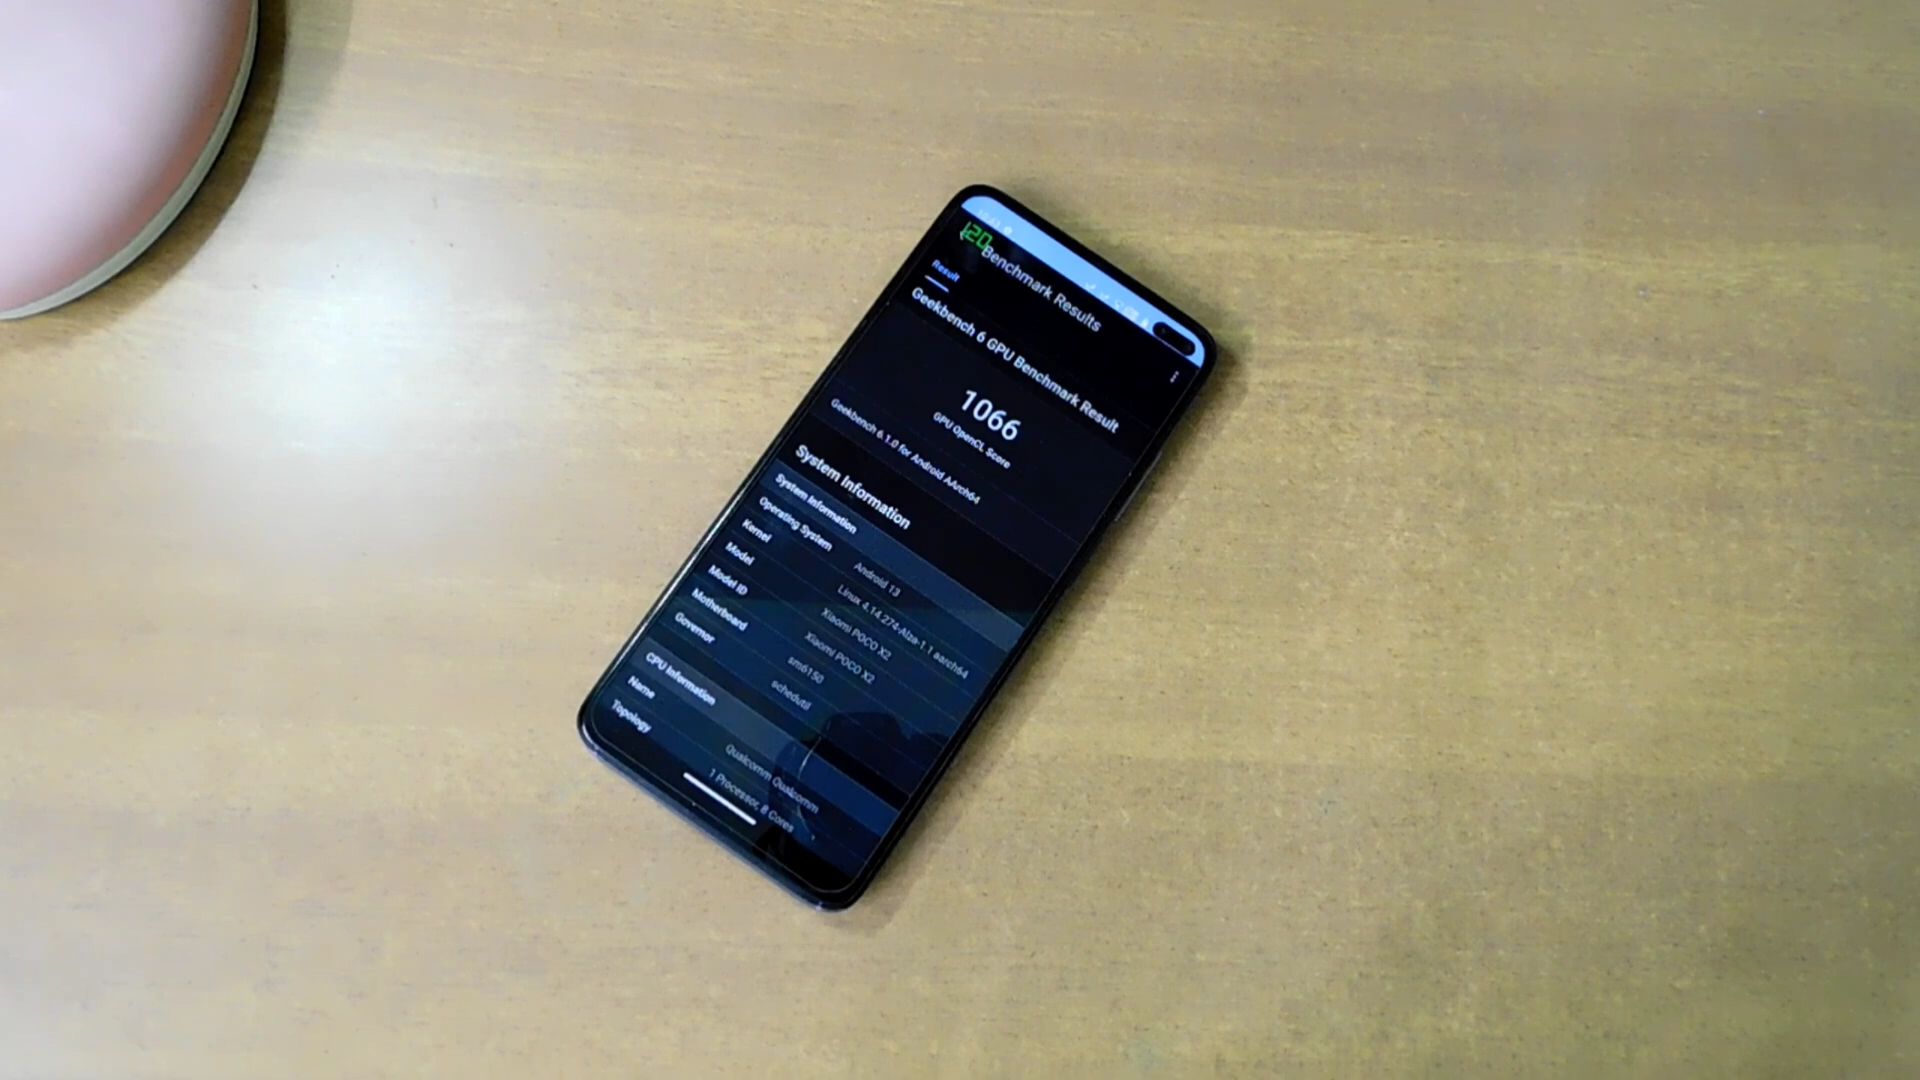 120
Benchmark Results
Result
Geekbench 6 GPU Benchmark Result
1066
GPU OpenCL Score
Geekbench 6.1.0 for Android AArch64
System Information
System Information
Operating System Android 13
Kernel Linux 4.14.274-Alza-1.1 aarch64
Model Xiaomi POCO X2
Model ID Xiaomi POCO X2
Motherboard sm6150
Governor schedutil
CPU Information
Name Qualcomm Qualcomm
Topology 1 Processor, 8 Cores